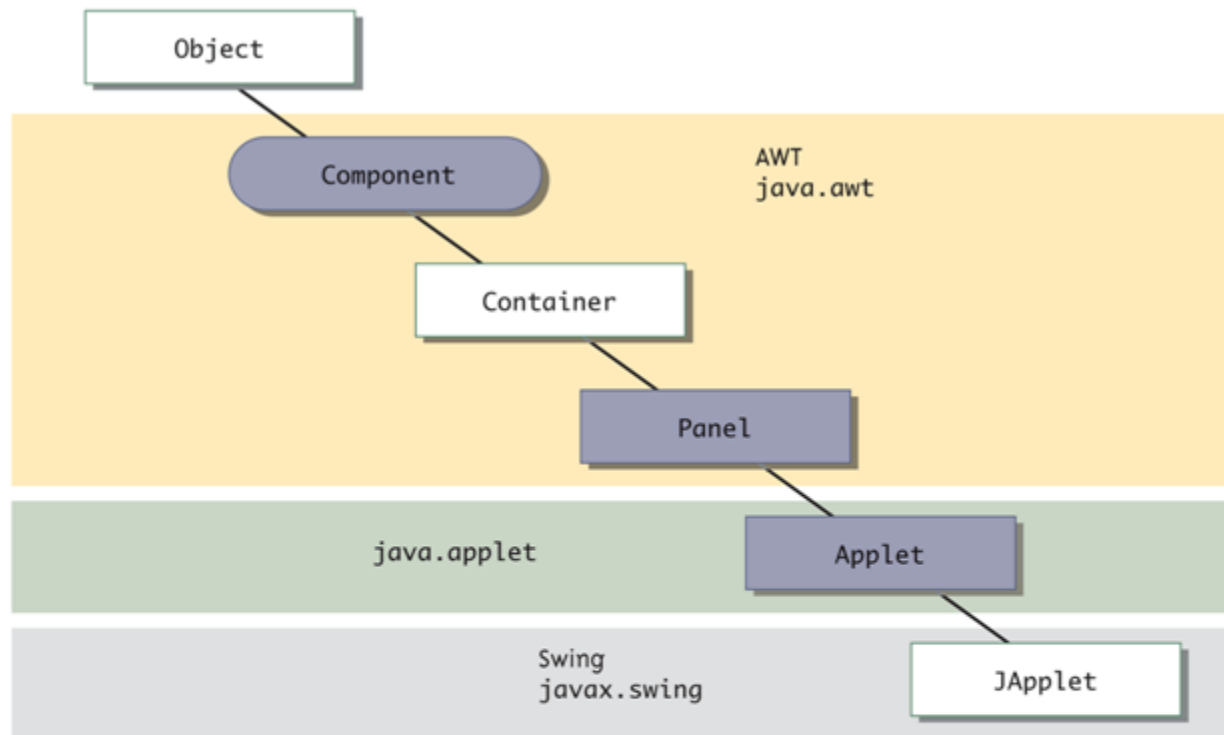 Object
Component
AWT
java.awt
Container
Panel
java.applet
Applet
Swing
javax.swing
JApplet